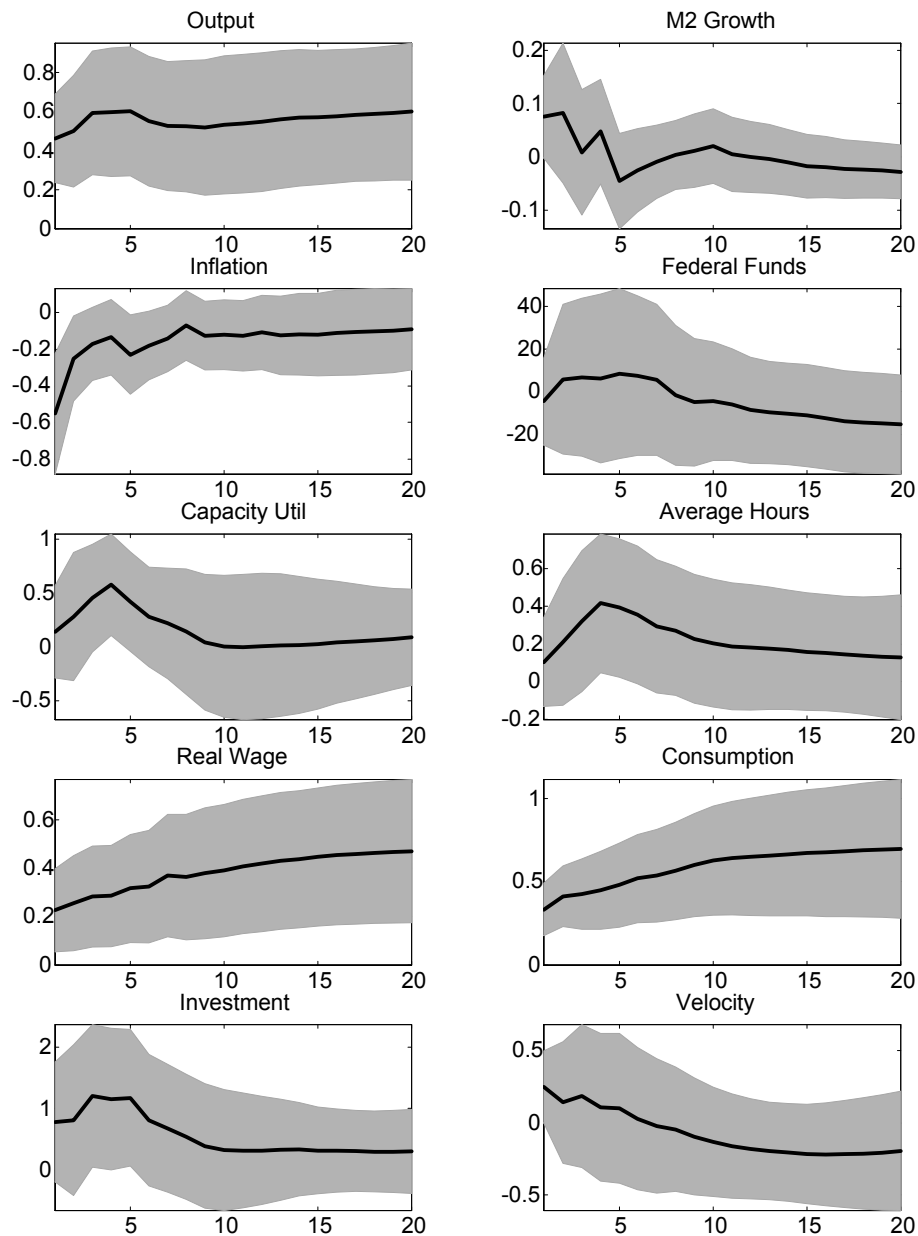 Output
0.8
0.6
0.4
0.2
0
5 10 15 20
M2 Growth
0.2
0.1
0
-0.1
5 10 15 20
Inflation
0
-0.2
-0.4
-0.6
-0.8
5 10 15 20
Federal Funds
40
20
0
-20
5 10 15 20
Capacity Util
1
0.5
0
-0.5
5 10 15 20
Average Hours
0.6
0.4
0.2
0
-0.2
5 10 15 20
Real Wage
0.6
0.4
0.2
0
5 10 15 20
Consumption
1
0.5
0
5 10 15 20
Investment
2
1
0
5 10 15 20
Velocity
0.5
0
-0.5
5 10 15 20